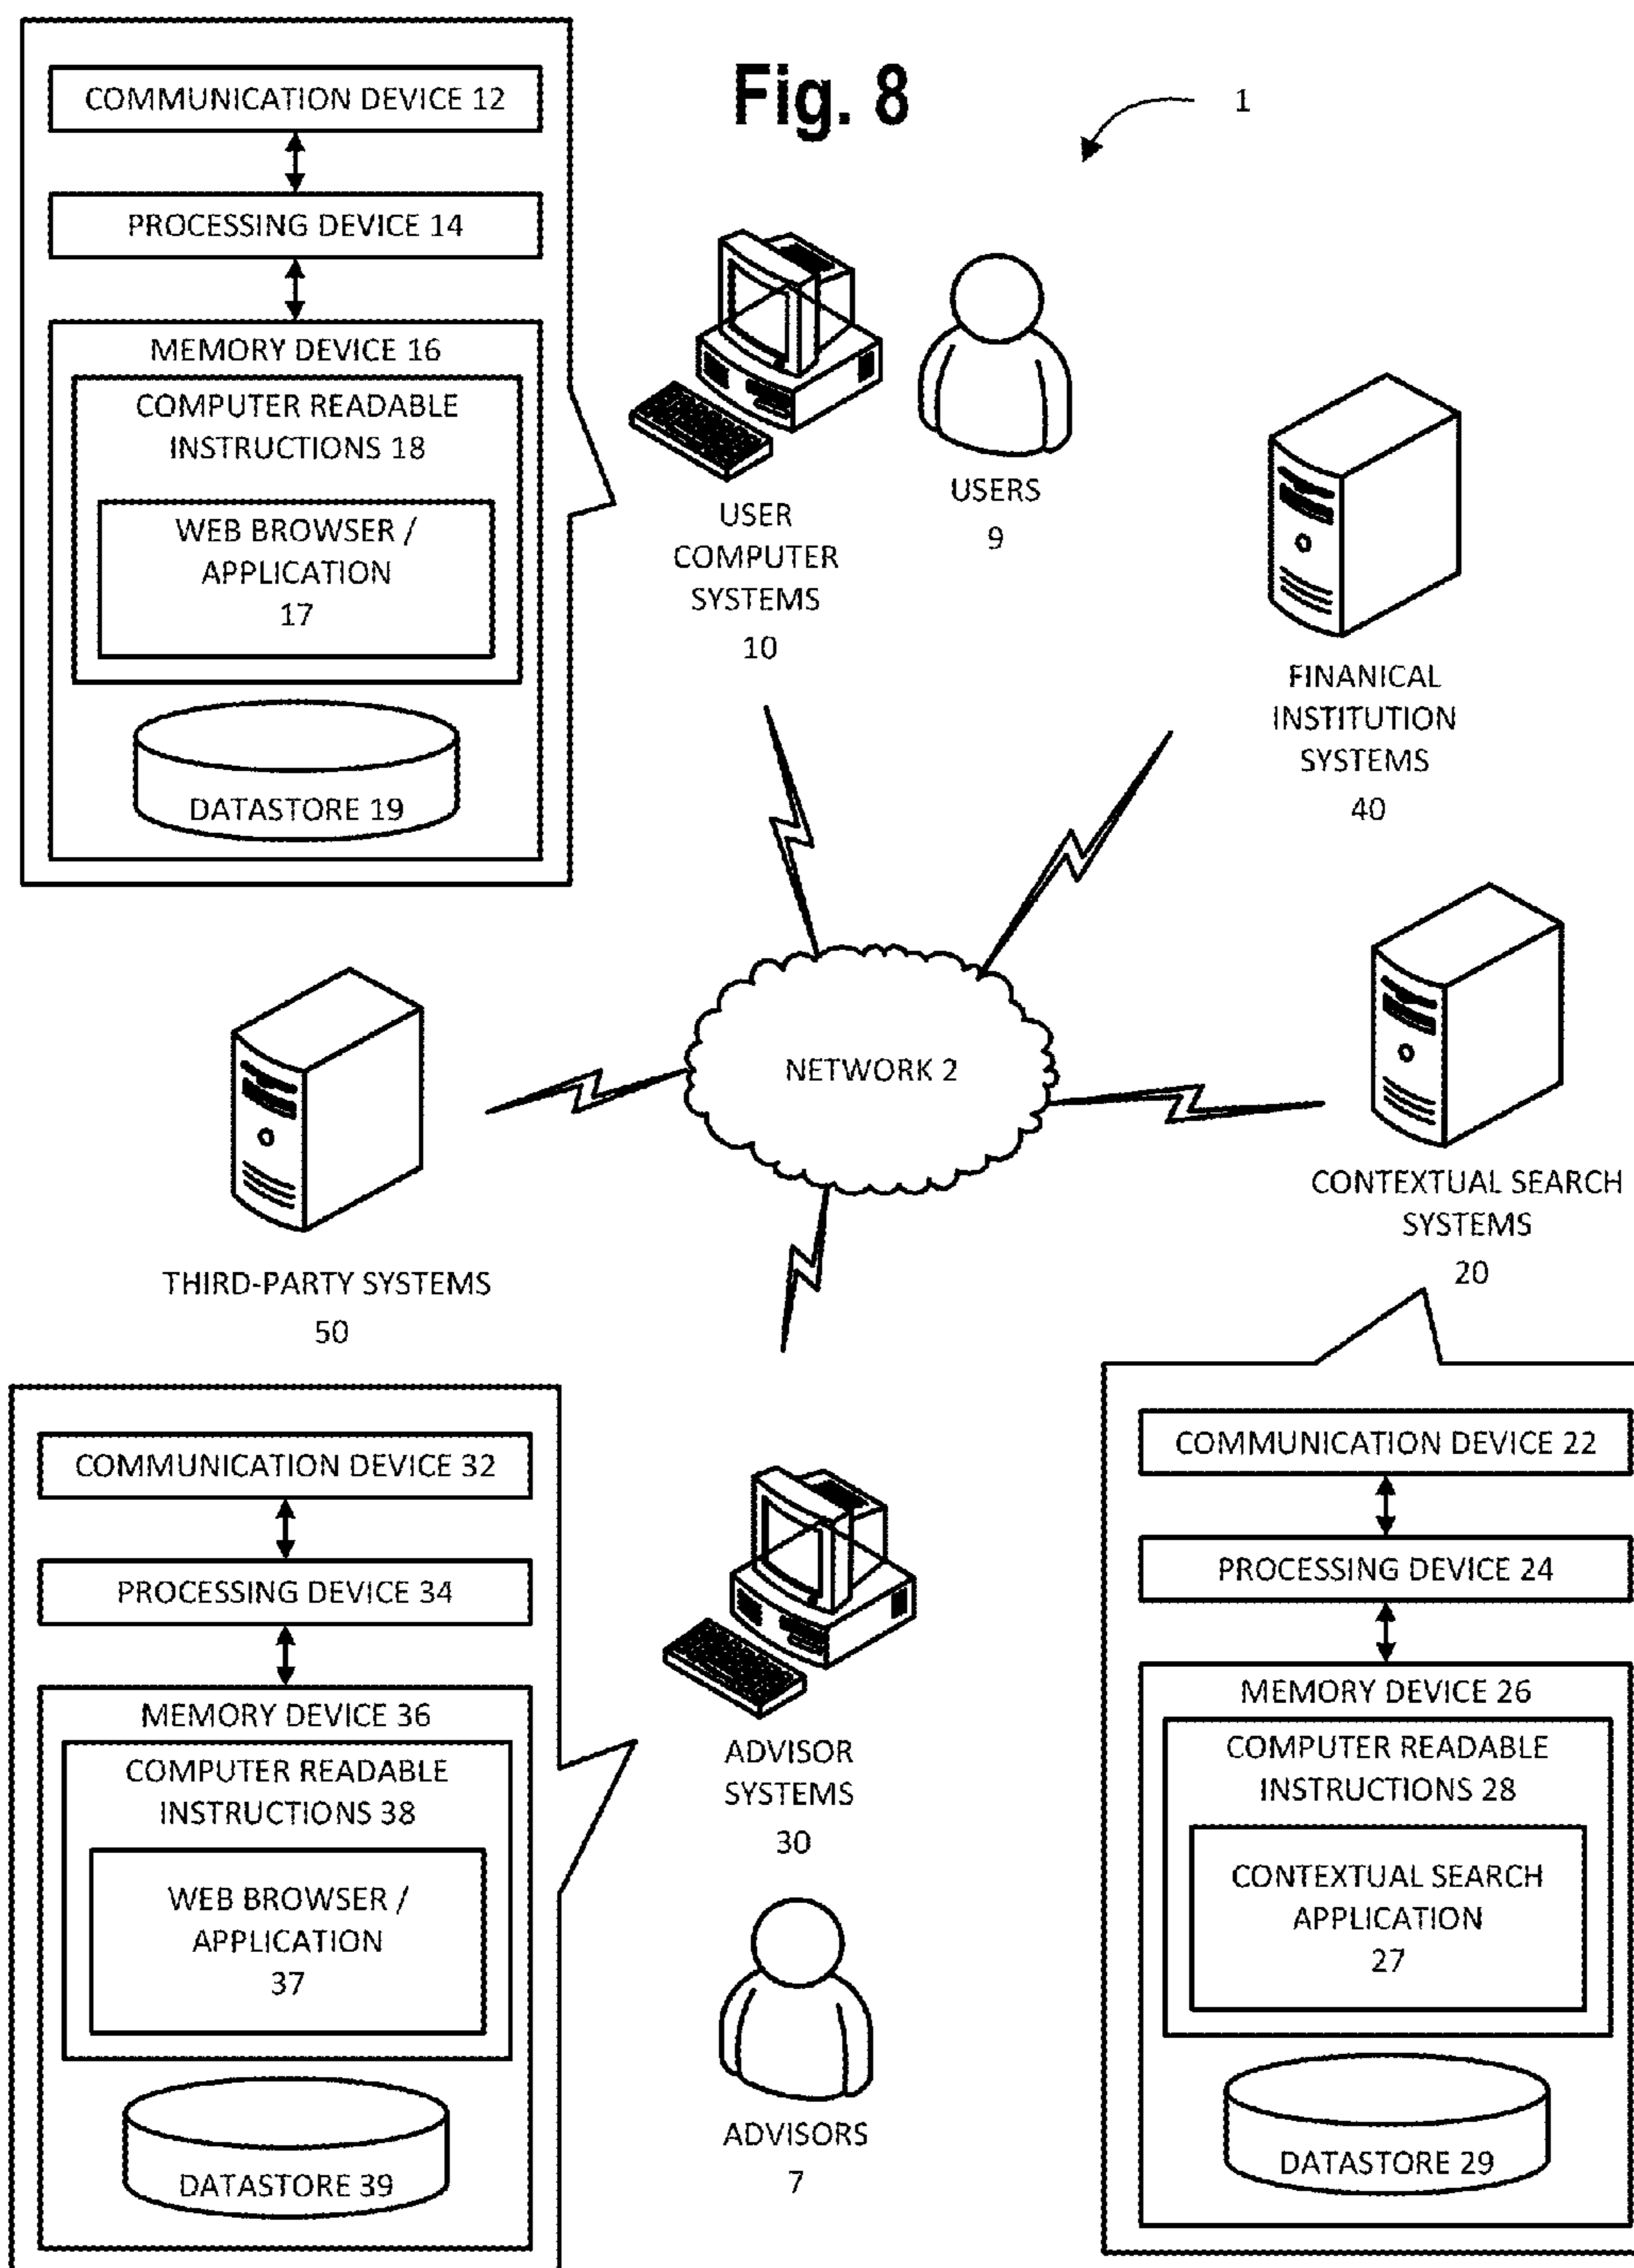 Fig. 8
1
COMMUNICATION DEVICE 12
PROCESSING DEVICE 14
MEMORY DEVICE 16
COMPUTER READABLE
INSTRUCTIONS 18
WEB BROWSER /
APPLICATION
17
DATASTORE 19
USER
COMPUTER
SYSTEMS
10
USERS
9
FINANICAL
INSTITUTION
SYSTEMS
40
NETWORK 2
THIRD-PARTY SYSTEMS
50
CONTEXTUAL SEARCH
SYSTEMS
20
COMMUNICATION DEVICE 32
PROCESSING DEVICE 34
MEMORY DEVICE 36
COMPUTER READABLE
INSTRUCTIONS 38
WEB BROWSER /
APPLICATION
37
DATASTORE 39
ADVISOR
SYSTEMS
30
ADVISORS
7
COMMUNICATION DEVICE 22
PROCESSING DEVICE 24
MEMORY DEVICE 26
COMPUTER READABLE
INSTRUCTIONS 28
CONTEXTUAL SEARCH
APPLICATION
27
DATASTORE 29